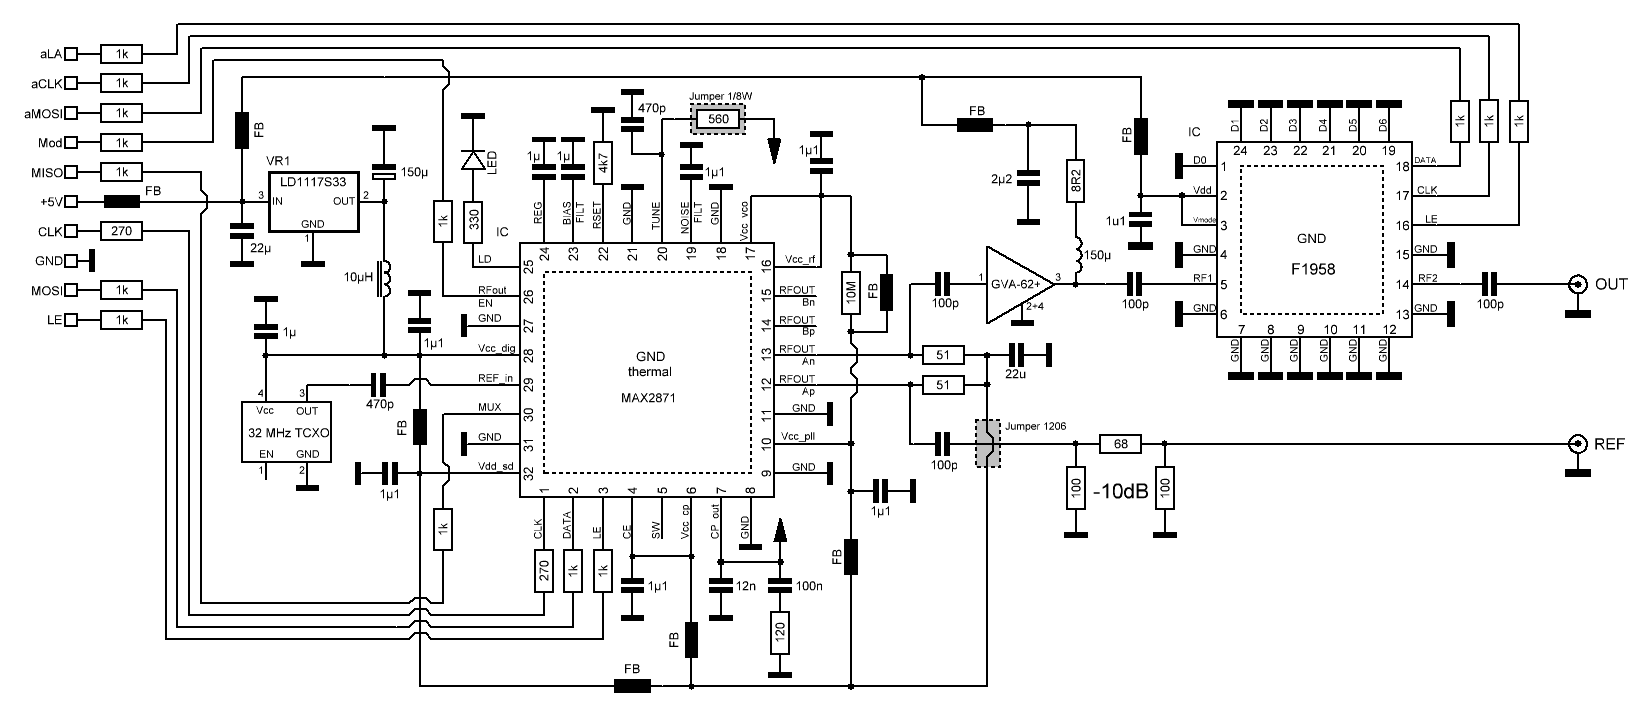 aLA 1k
aCLK 1k
aMOSI 1k
Mod 1k
MISO 1k
+5V FB
CLK 270
GND
MOSI 1k
LE 1k
FB
VR1
LD1117S33
3 IN OUT 2
GND
1
22µ
150µ
10µH
1µ
1µ1
470p
4 3
Vcc OUT
32 MHz TCXO
EN GND
1 2
FB
1µ1
LED
330
1k
1k
IC
1µ
1µ
4k7
470p
Jumper 1/8W
560
1µ1
1µ1
REG
BIAS
FILT
RSET
GND
TUNE
NOISE
FILT
GND
Vcc_vco
24 23 22 21 20 19 18 17
LD 25
RFout 26
EN
GND 27
Vcc_dig 28
REF_in 29
MUX 30
GND 31
Vdd_sd 32
GND
thermal
MAX2871
16 Vcc_rf
15 RFOUT
Bn
14 RFOUT
Bp
13 RFOUT
An
12 RFOUT
Ap
11 GND
10 Vcc_pll
9 GND
1 2 3 4 5 6 7 8
CLK
DATA
LE
CE
SW
Vcc_cp
CP_out
GND
270
1k
1k
1µ1
FB
12n
100n
120
FB
FB
1µ1
10M
FB
51
51
22u
100p
100p
Jumper 1206
FB
2µ2
8R2
150µ
1 GVA-62+ 3
2+4
100p
FB
1u1
IC
D1 D2 D3 D4 D5 D6
24 23 22 21 20 19
D0 1
Vdd 2
Vmode 3
GND 4
RF1 5
GND 6
GND
F1958
18 DATA
17 CLK
16 LE
15 GND
14 RF2
13 GND
7 8 9 10 11 12
GND GND GND GND GND GND
1k 1k 1k
100p
OUT
68
100
-10dB
100
REF